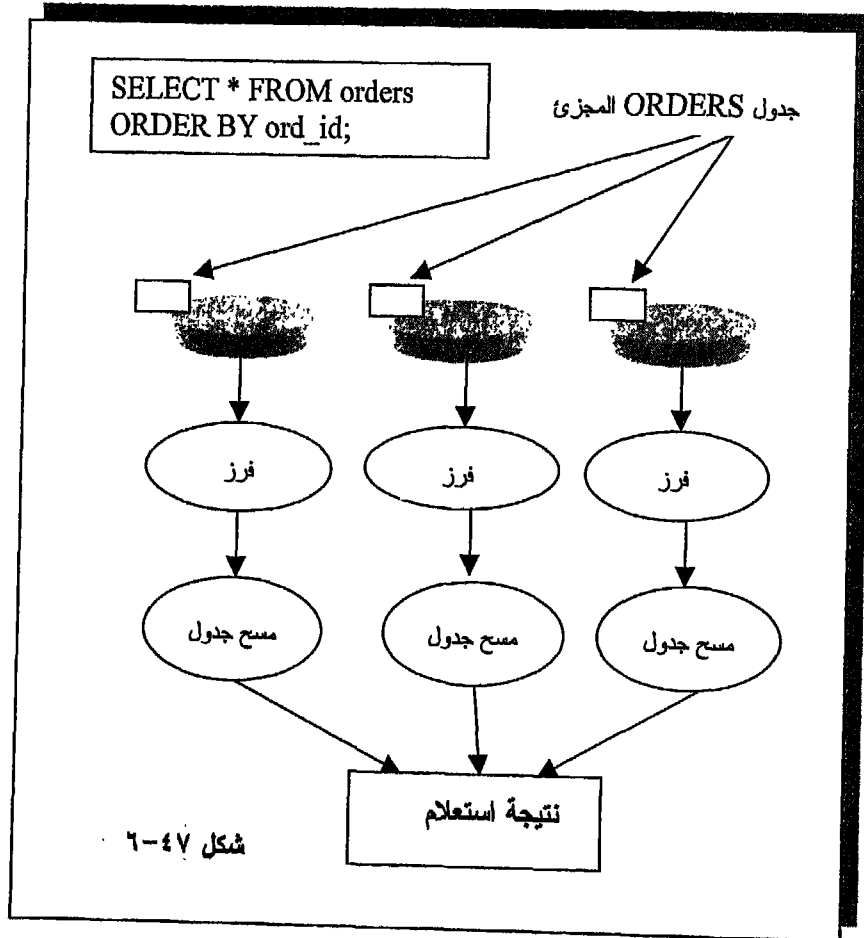 SELECT * FROM orders
ORDER BY ord_id;
جدول ORDERS المجزئ
فرز
فرز
فرز
مسح جدول
مسح جدول
مسح جدول
نتيجة استعلام
شكل ٤٧-٦